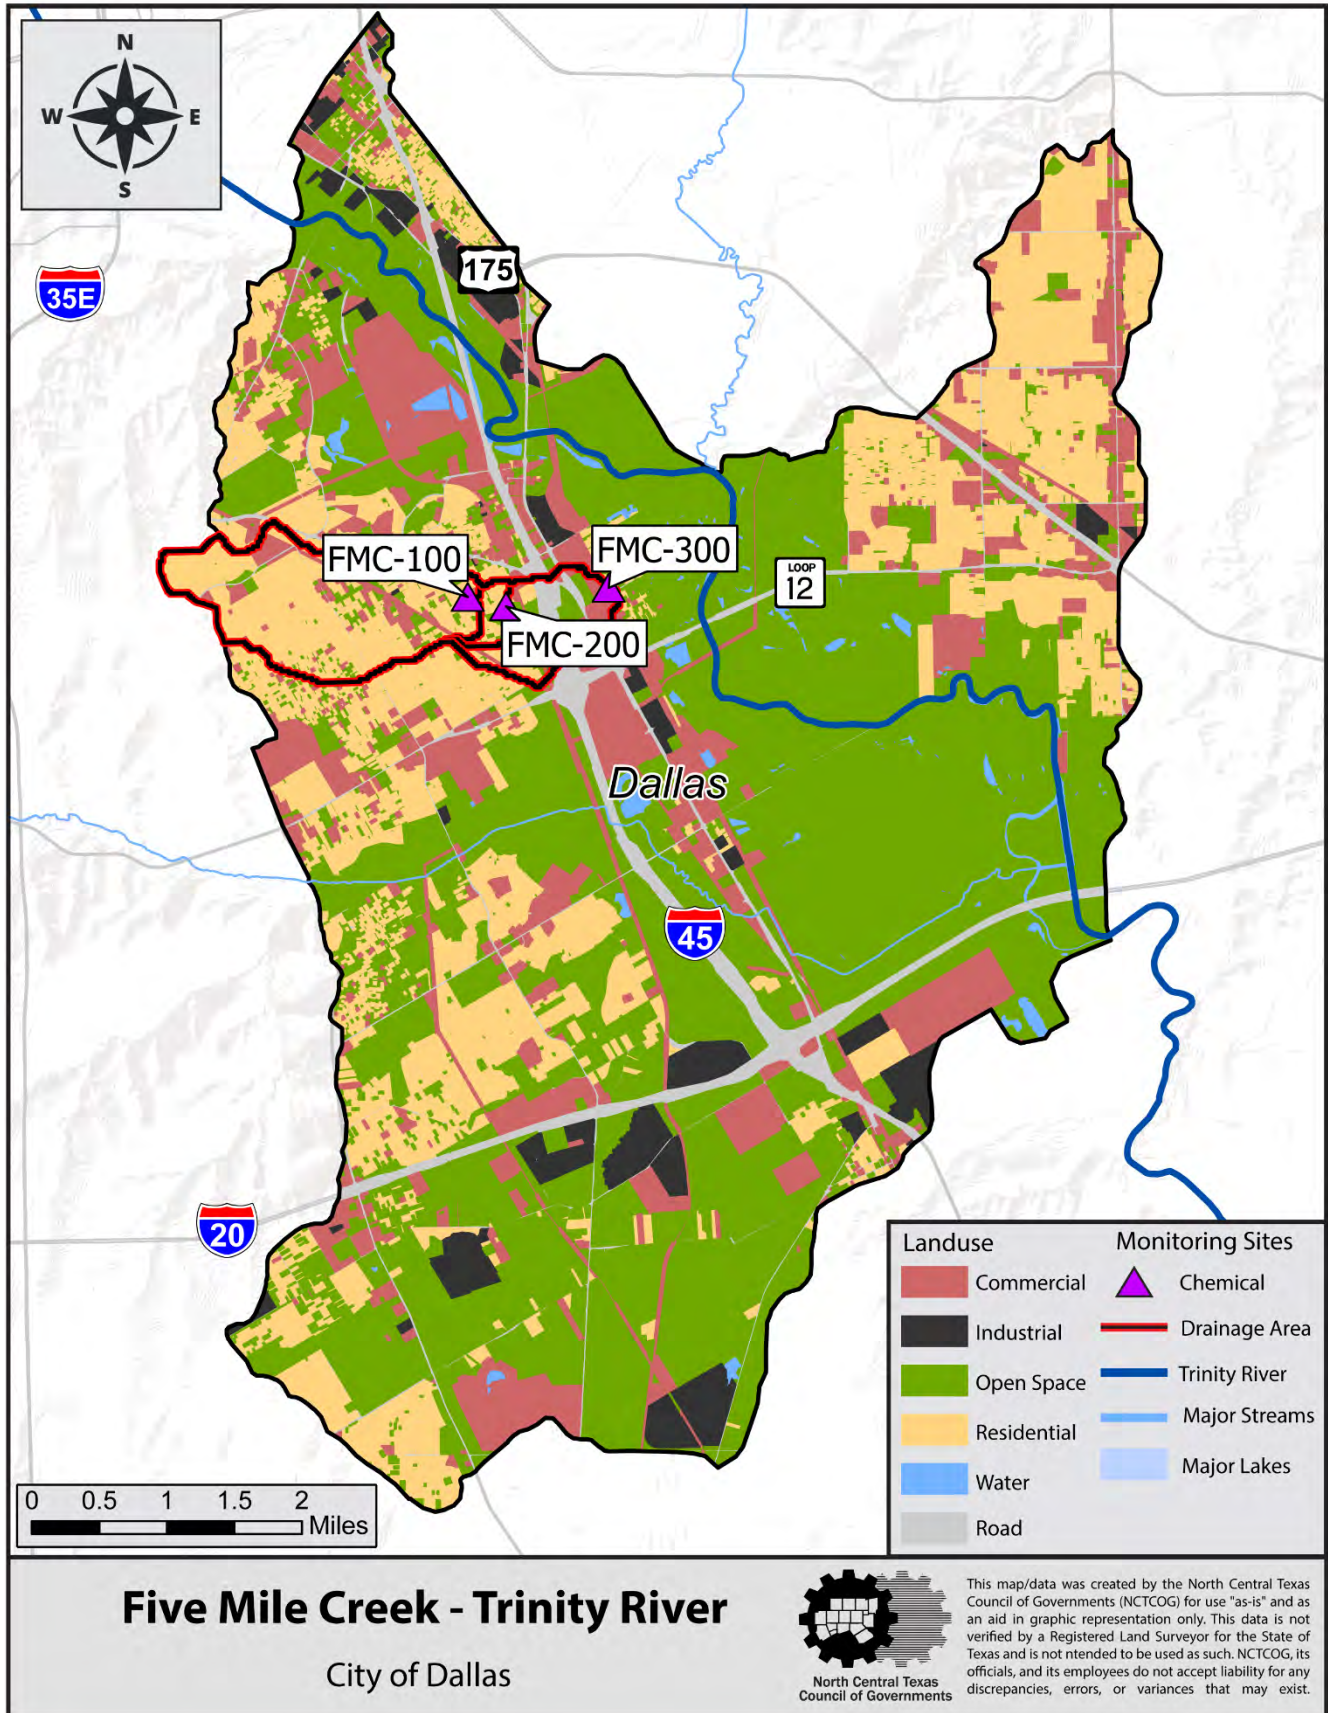 N
W E
S
35E
175
FMC-100
FMC-300
FMC-200
LOOP
12
Dallas
45
20
Landuse
Commercial
Industrial
Open Space
Residential
Water
Road
Monitoring Sites
Chemical
Drainage Area
Trinity River
Major Streams
Major Lakes
0 0.5 1 1.5 2
Miles
Five Mile Creek - Trinity River
City of Dallas
North Central Texas
Council of Governments
This map/data was created by the North Central Texas
Council of Governments (NCTCOG) for use "as-is" and as
an aid in graphic representation only. This data is not
verified by a Registered Land Surveyor for the State of
Texas and is not ntended to be used as such. NCTCOG, its
officials, and its employees do not accept liability for any
discrepancies, errors, or variances that may exist.